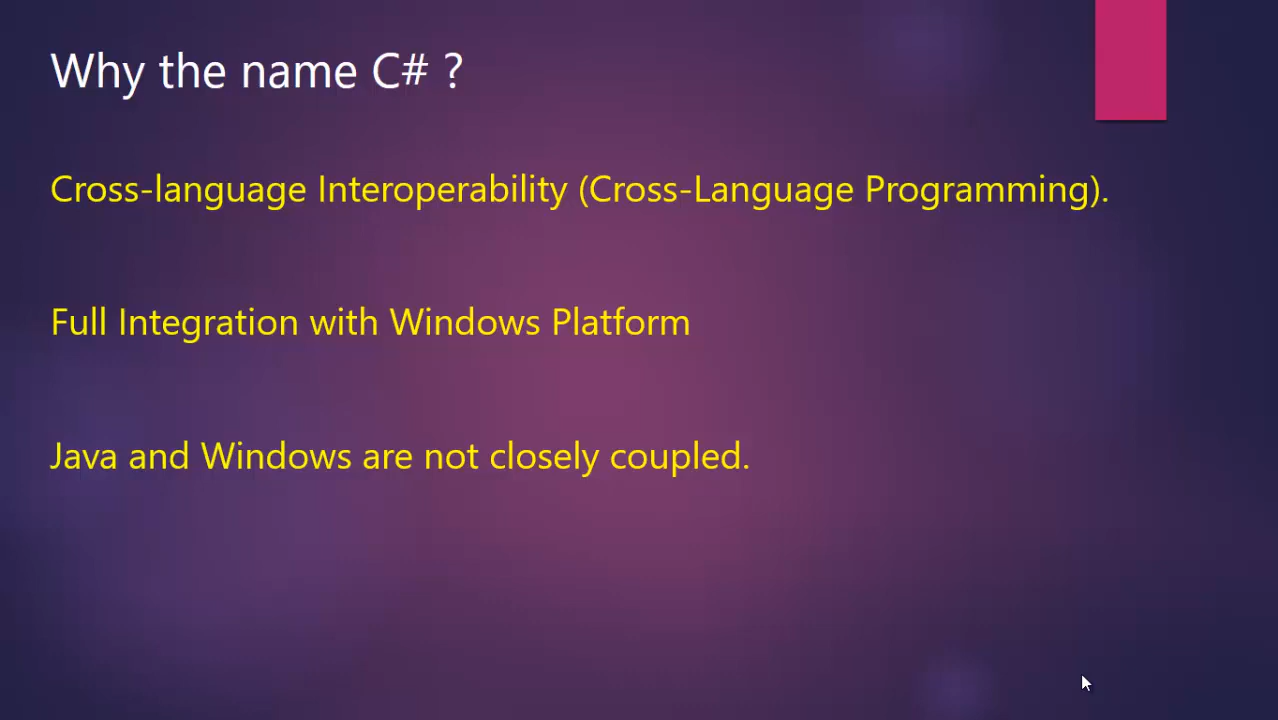 Why the name C# ?
Cross-language Interoperability (Cross-Language Programming).
Full Integration with Windows Platform
Java and Windows are not closely coupled.